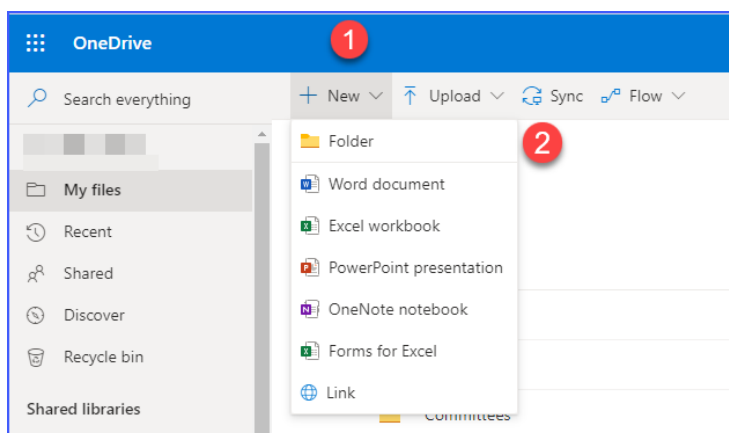 OneDrive
1
Search everything
New
Upload
Sync
Flow
Folder
2
My files
Word document
Recent
Excel workbook
Shared
PowerPoint presentation
Discover
OneNote notebook
Recycle bin
Forms for Excel
Link
Shared libraries
Committees